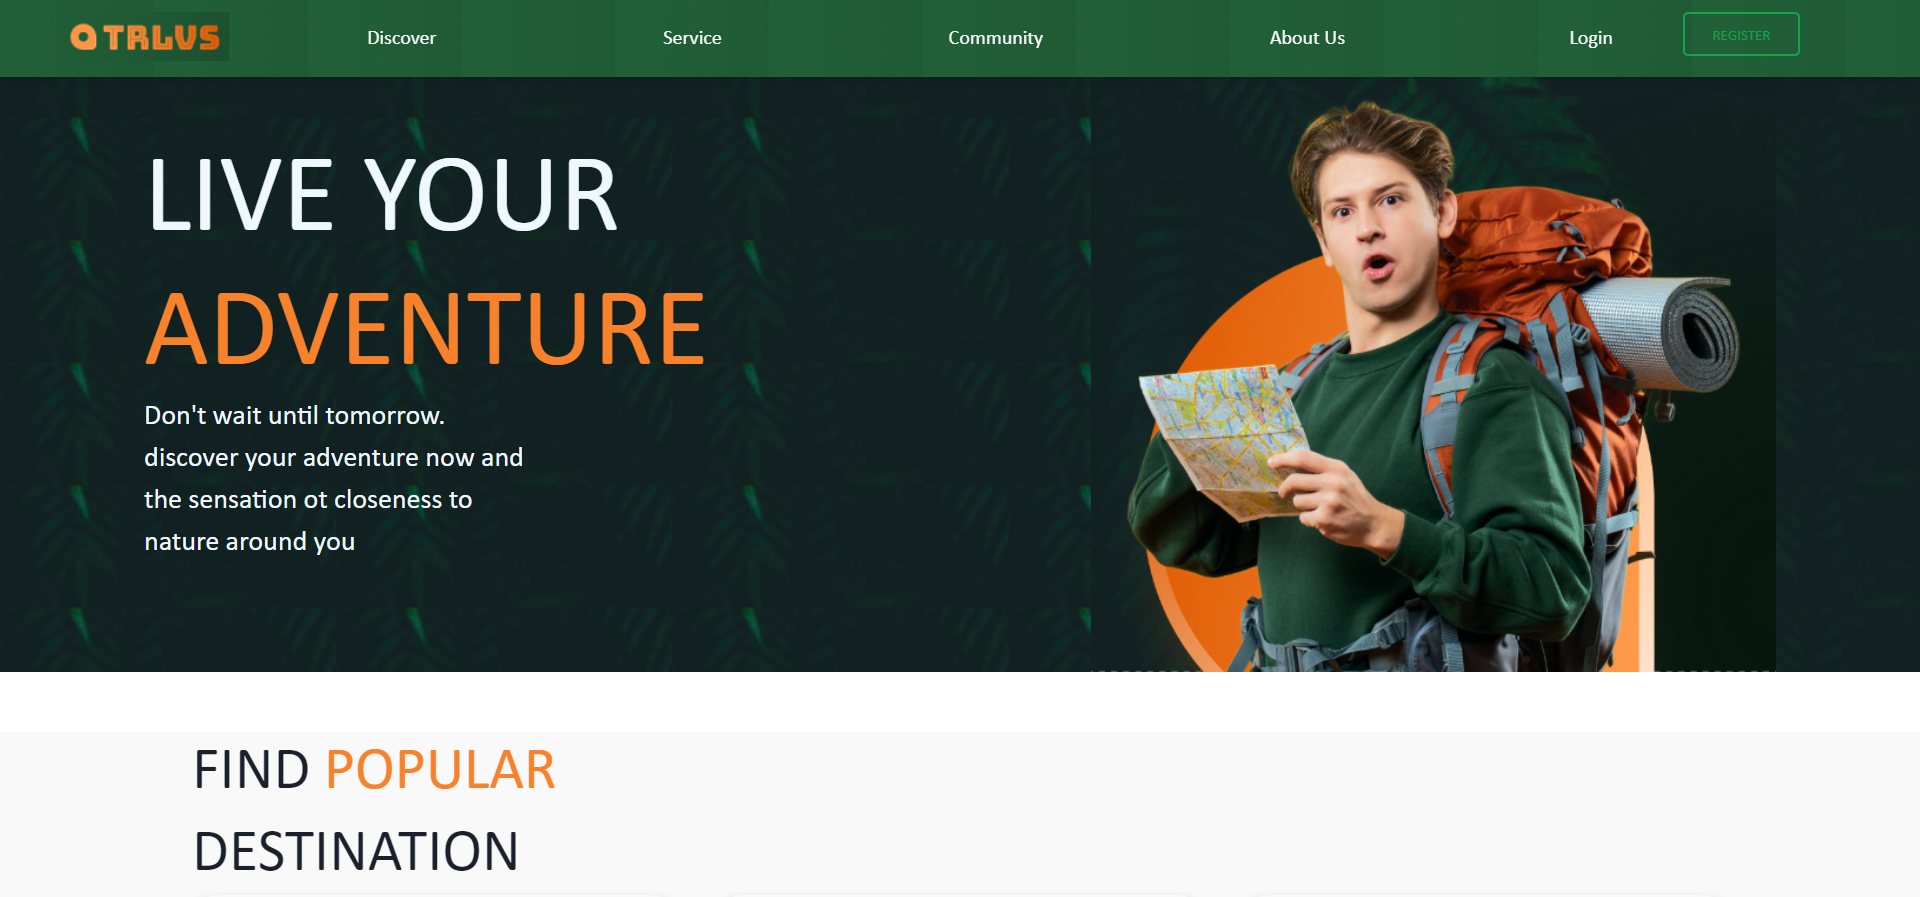 TRLVS
Discover
Service
Community
About Us
Login
REGISTER
LIVE YOUR
ADVENTURE
Don't wait until tomorrow.
discover your adventure now and
the sensation ot closeness to
nature around you
FIND POPULAR
DESTINATION